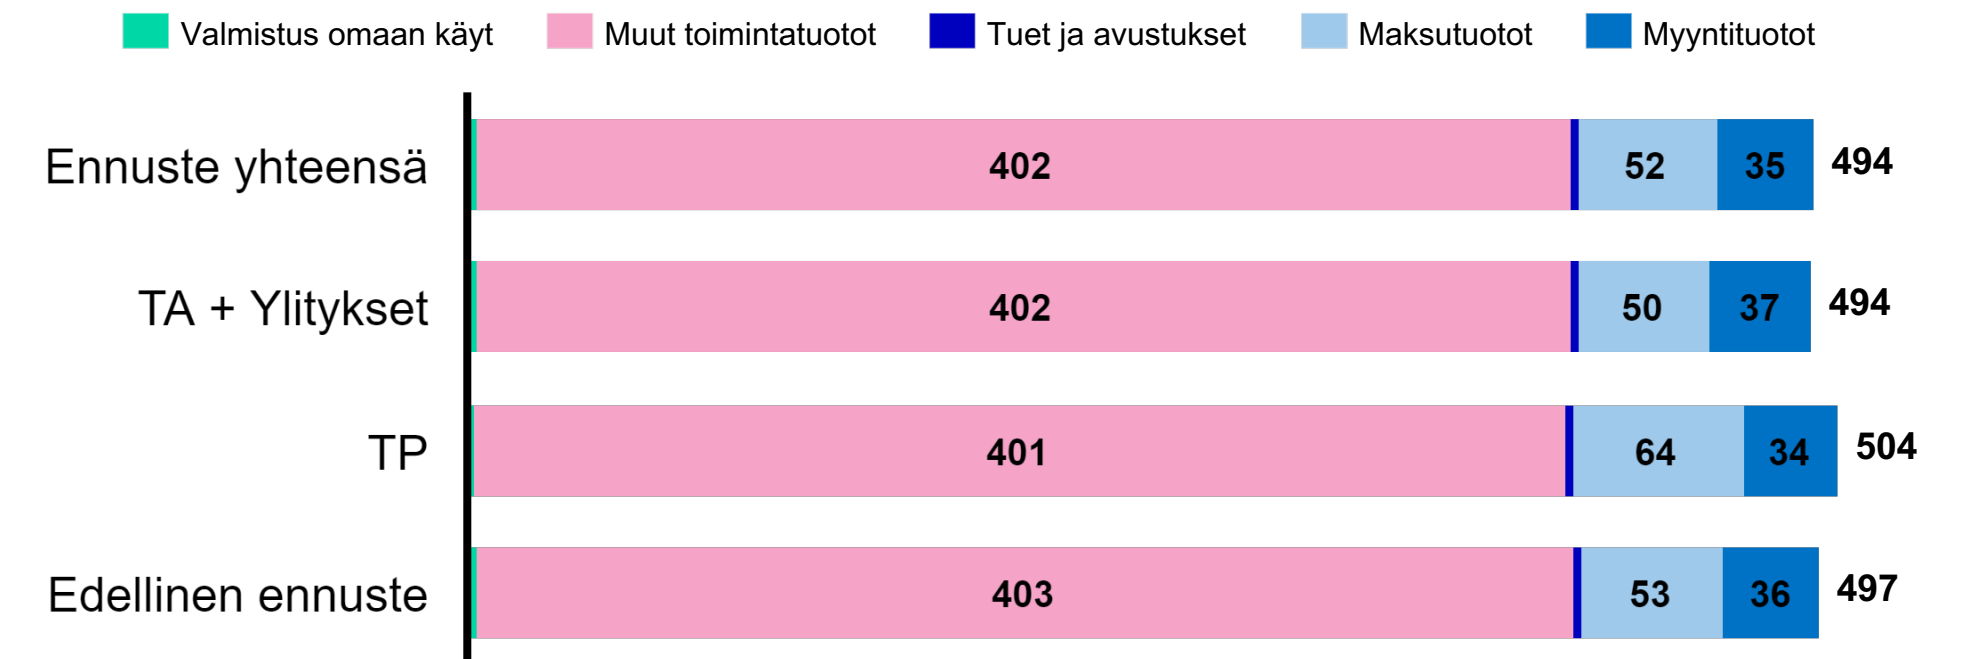 Valmistus omaan käyt Muut toimintatuotot Tuet ja avustukset Maksutuotot Myyntituotot
Ennuste yhteensä 402 52 35 494
TA + Ylitykset 402 50 37 494
TP 401 64 34 504
Edellinen ennuste 403 53 36 497